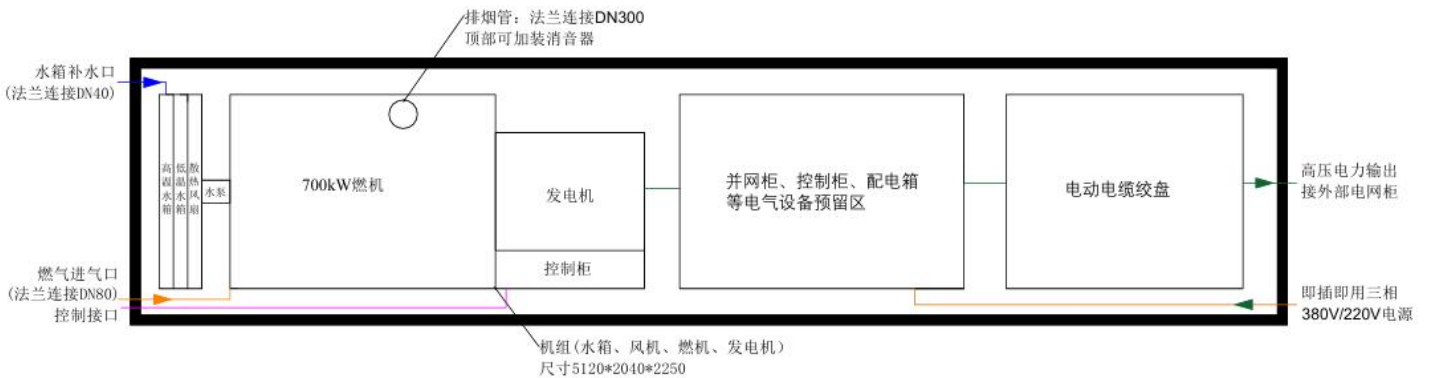 排烟管：法兰连接DN300
顶部可加装消音器
水箱补水口
(法兰连接DN40)
高温水箱
低温水箱
散热风扇
水泵
700kW燃机
发电机
控制柜
并网柜、控制柜、配电箱
等电气设备预留区
电动电缆绞盘
高压电力输出
接外部电网柜
燃气进气口
(法兰连接DN80)
控制接口
即插即用三相
380V/220V电源
机组(水箱、风机、燃机、发电机）
尺寸5120*2040*2250